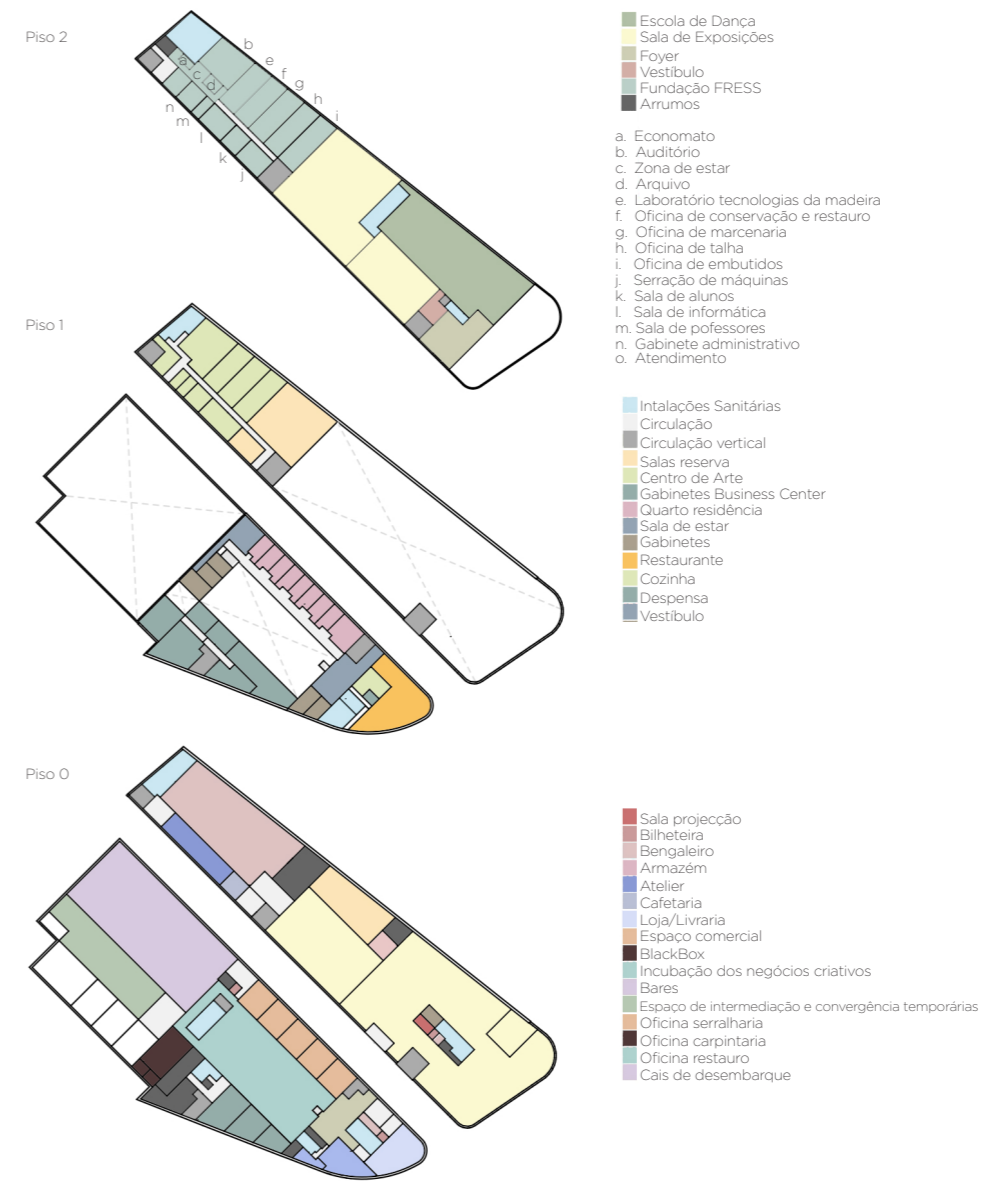 Piso 2
b
e
f
g
h
i
a
c
d
n
m
l
k
j
Escola de Dança
Sala de Exposições
Foyer
Vestíbulo
Fundação FRESS
Arrumos
a. Economato
b. Auditório
c. Zona de estar
d. Arquivo
e. Laboratório tecnologias da madeira
f. Oficina de conservação e restauro
g. Oficina de marcenaria
h. Oficina de talha
i. Oficina de embutidos
j. Serração de máquinas
k. Sala de alunos
l. Sala de informática
m. Sala de pofessores
n. Gabinete administrativo
o. Atendimento
Piso 1
Intalações Sanitárias
Circulação
Circulação vertical
Salas reserva
Centro de Arte
Gabinetes Business Center
Quarto residência
Sala de estar
Gabinetes
Restaurante
Cozinha
Despensa
Vestíbulo
Piso 0
Sala projecção
Bilheteira
Bengaleiro
Armazém
Atelier
Cafetaria
Loja/Livraria
Espaço comercial
BlackBox
Incubação dos negócios criativos
Bares
Espaço de intermediação e convergência temporárias
Oficina serralharia
Oficina carpintaria
Oficina restauro
Cais de desembarque